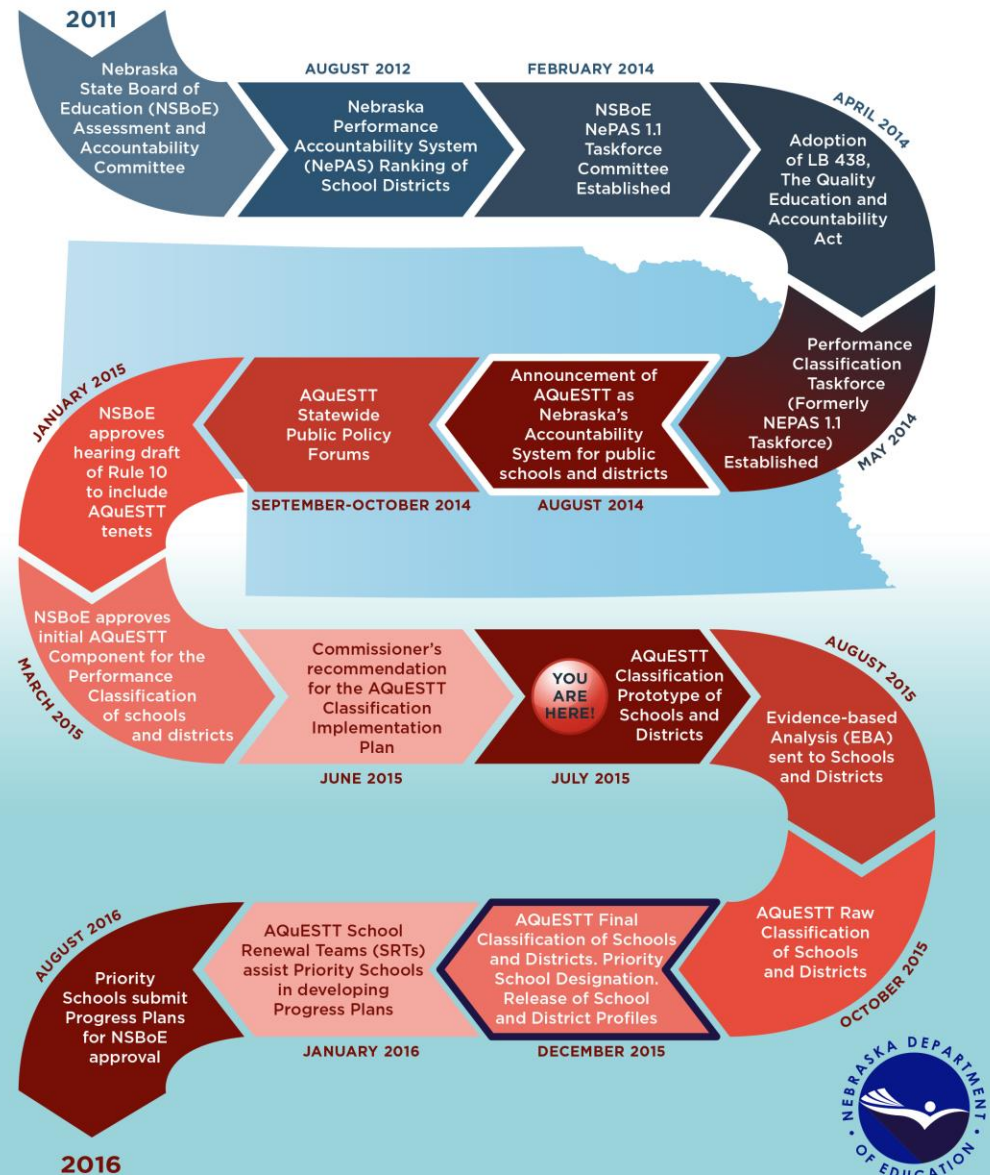 2011
Nebraska
State Board of
Education (NSBoE)
Assessment and
Accountability
Committee
AUGUST 2012
Nebraska
Performance
Accountability System
(NePAS) Ranking of
School Districts
FEBRUARY 2014
NSBoE
NePAS 1.1
Taskforce
Committee
Established
APRIL 2014
Adoption
of LB 438,
The Quality
Education and
Accountability
Act
Performance
Classification
Taskforce
(Formerly
NEPAS 1.1
Taskforce)
Established
MAY 2014
Announcement of
AQuESTT as
Nebraska's
Accountability
System for public
schools and districts
AUGUST 2014
AQuESTT
Statewide
Public Policy
Forums
SEPTEMBER-OCTOBER 2014
JANUARY 2015
NSBoE
approves
hearing draft
of Rule 10
to include
AQuESTT
tenets
NSBoE approves
initial AQuESTT
Component for the
Performance
Classification
of schools
and districts
MARCH 2015
Commissioner's
recommendation
for the AQuESTT
Classification
Implementation
Plan
JUNE 2015
YOU
ARE
HERE!
AQuESTT
Classification
Prototype of
Schools and
Districts
JULY 2015
AUGUST 2015
Evidence-based
Analysis (EBA)
sent to Schools
and Districts
AQuESTT Raw
Classification
of Schools
and Districts
OCTOBER 2015
AQuESTT Final
Classification of Schools
and Districts. Priority
School Designation.
Release of School
and District Profiles
DECEMBER 2015
AQuESTT School
Renewal Teams (SRTs)
assist Priority Schools
in developing
Progress Plans
JANUARY 2016
AUGUST 2016
Priority
Schools submit
Progress Plans
for NSBoE
approval
2016
NEBRASKA DEPARTMENT
OF EDUCATION